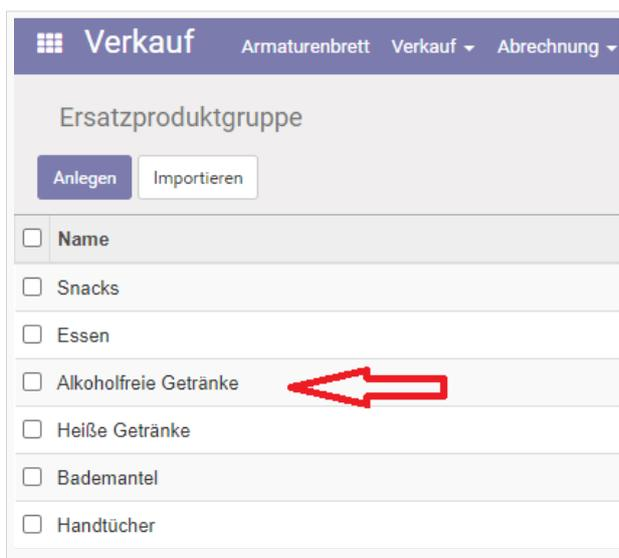 Verkauf Armaturenbrett Verkauf Abrechnung
Ersatzproduktgruppe
Anlegen Importieren
Name
Snacks
Essen
Alkoholfreie Getränke
Heiße Getränke
Bademantel
Handtücher